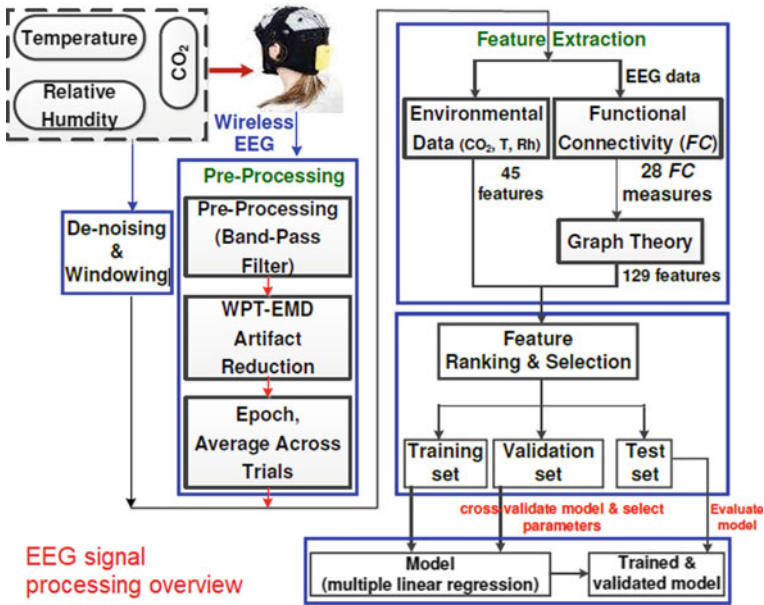 Temperature
CO₂
Relative
Humdity
Wireless
EEG
De-noising
&
Windowing
Pre-Processing
Pre-Processing
(Band-Pass
Filter)
WPT-EMD
Artifact
Reduction
Epoch,
Average Across
Trials
Feature Extraction
EEG data
Environmental
Data (CO₂, T, Rh)
Functional
Connectivity (FC)
45
features
28 FC
measures
Graph Theory
129 features
Feature
Ranking & Selection
Training
set
Validation
set
Test
set
cross-validate model & select
parameters
Evaluate
model
Model
(multiple linear regression)
Trained &
validated model
EEG signal
processing overview